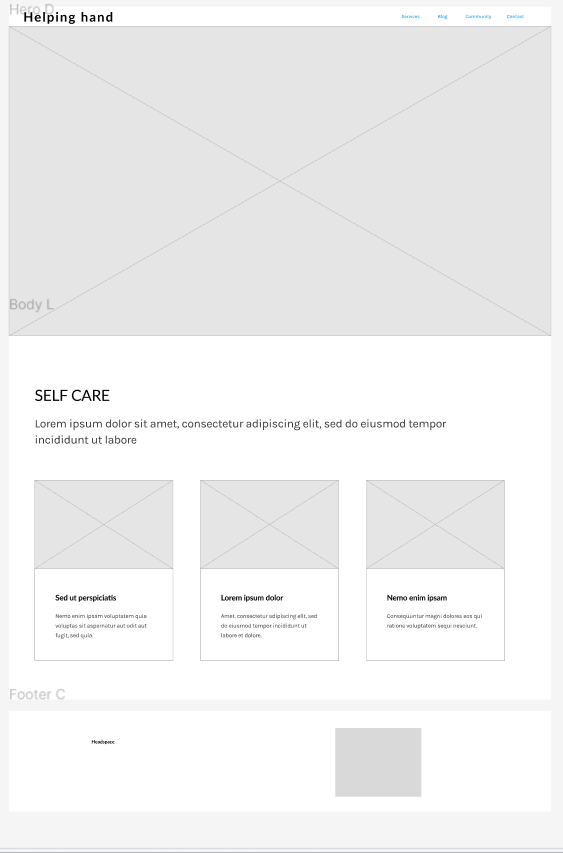 Hero D
Helping hand
Services Blog Community Contact
Body L
SELF CARE
Lorem ipsum dolor sit amet, consectetur adipiscing elit, sed do eiusmod tempor
incididunt ut labore
Sed ut perspiciatis
Nemo enim ipsam voluptatem quia
voluptas sit aspernatur aut odit aut
fugit, sed quia.
Lorem ipsum dolor
Amet, consectetur adipiscing elit, sed
do eiusmod tempor incididunt ut
labore et dolore.
Nemo enim ipsam
Consequuntur magni dolores eos qui
ratione voluptatem sequi nesciunt.
Footer C
Headspace